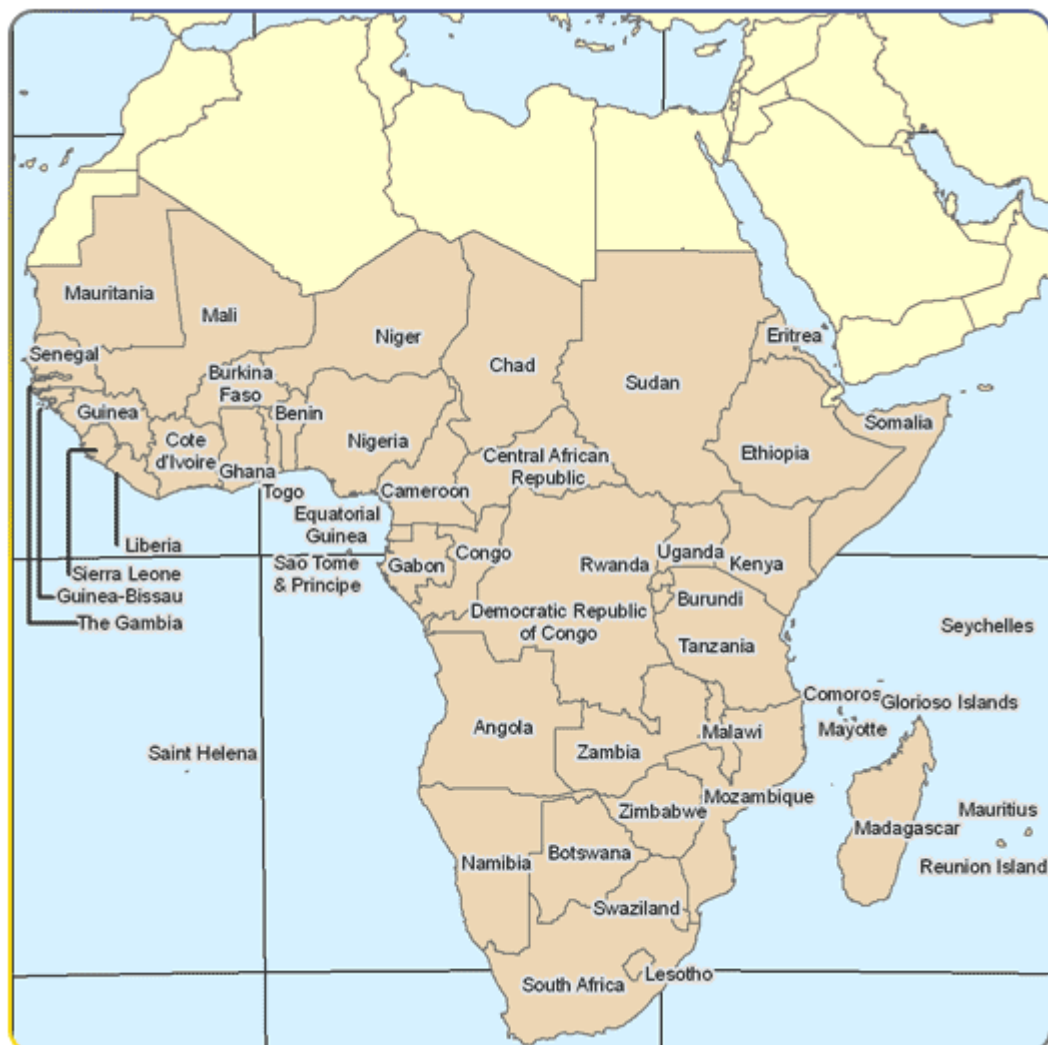 Mauritania
Mali
Niger
Chad
Sudan
Eritrea
Senegal
Burkina
Faso
Guinea
Benin
Nigeria
Cote
d'Ivoire
Ghana
Togo
Central African
Republic
Ethiopia
Somalia
Cameroon
Equatorial
Guinea
Liberia
Sao Tome
& Principe
Gabon
Congo
Rwanda
Uganda
Kenya
Sierra Leone
Guinea-Bissau
The Gambia
Democratic Republic
of Congo
Burundi
Tanzania
Seychelles
Comoros
Glorioso Islands
Mayotte
Angola
Zambia
Malawi
Saint Helena
Mozambique
Zimbabwe
Madagascar
Mauritius
Reunion Island
Namibia
Botswana
Swaziland
South Africa
Lesotho